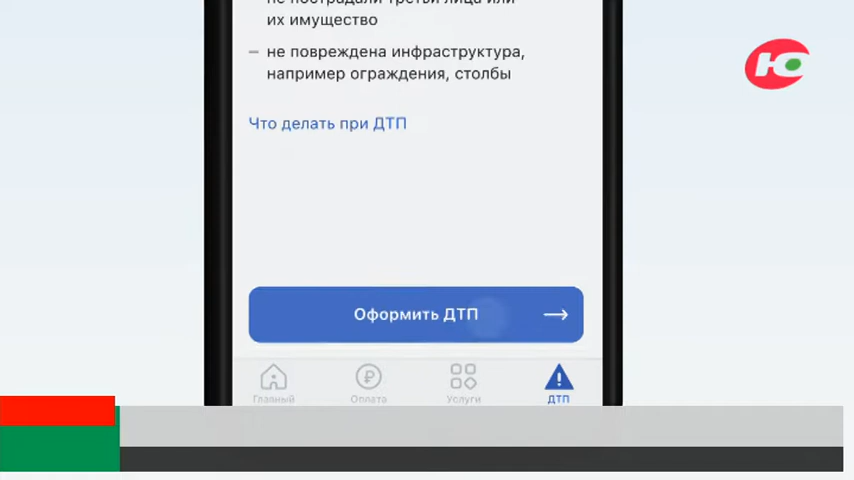 их имущество
– не повреждена инфраструктура,
например ограждения, столбы
Что делать при ДТП
Оформить ДТП
Главный
Оплата
Услуги
ДТП